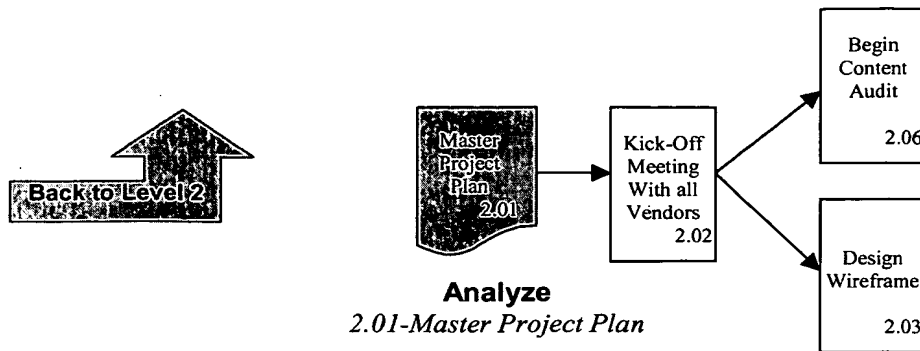 Begin
Content
Audit
2.06
Back to Level 2
Master
Project
Plan
2.01
Kick-Off
Meeting
With all
Vendors
2.02
Design
Wireframe
2.03
Analyze
2.01-Master Project Plan